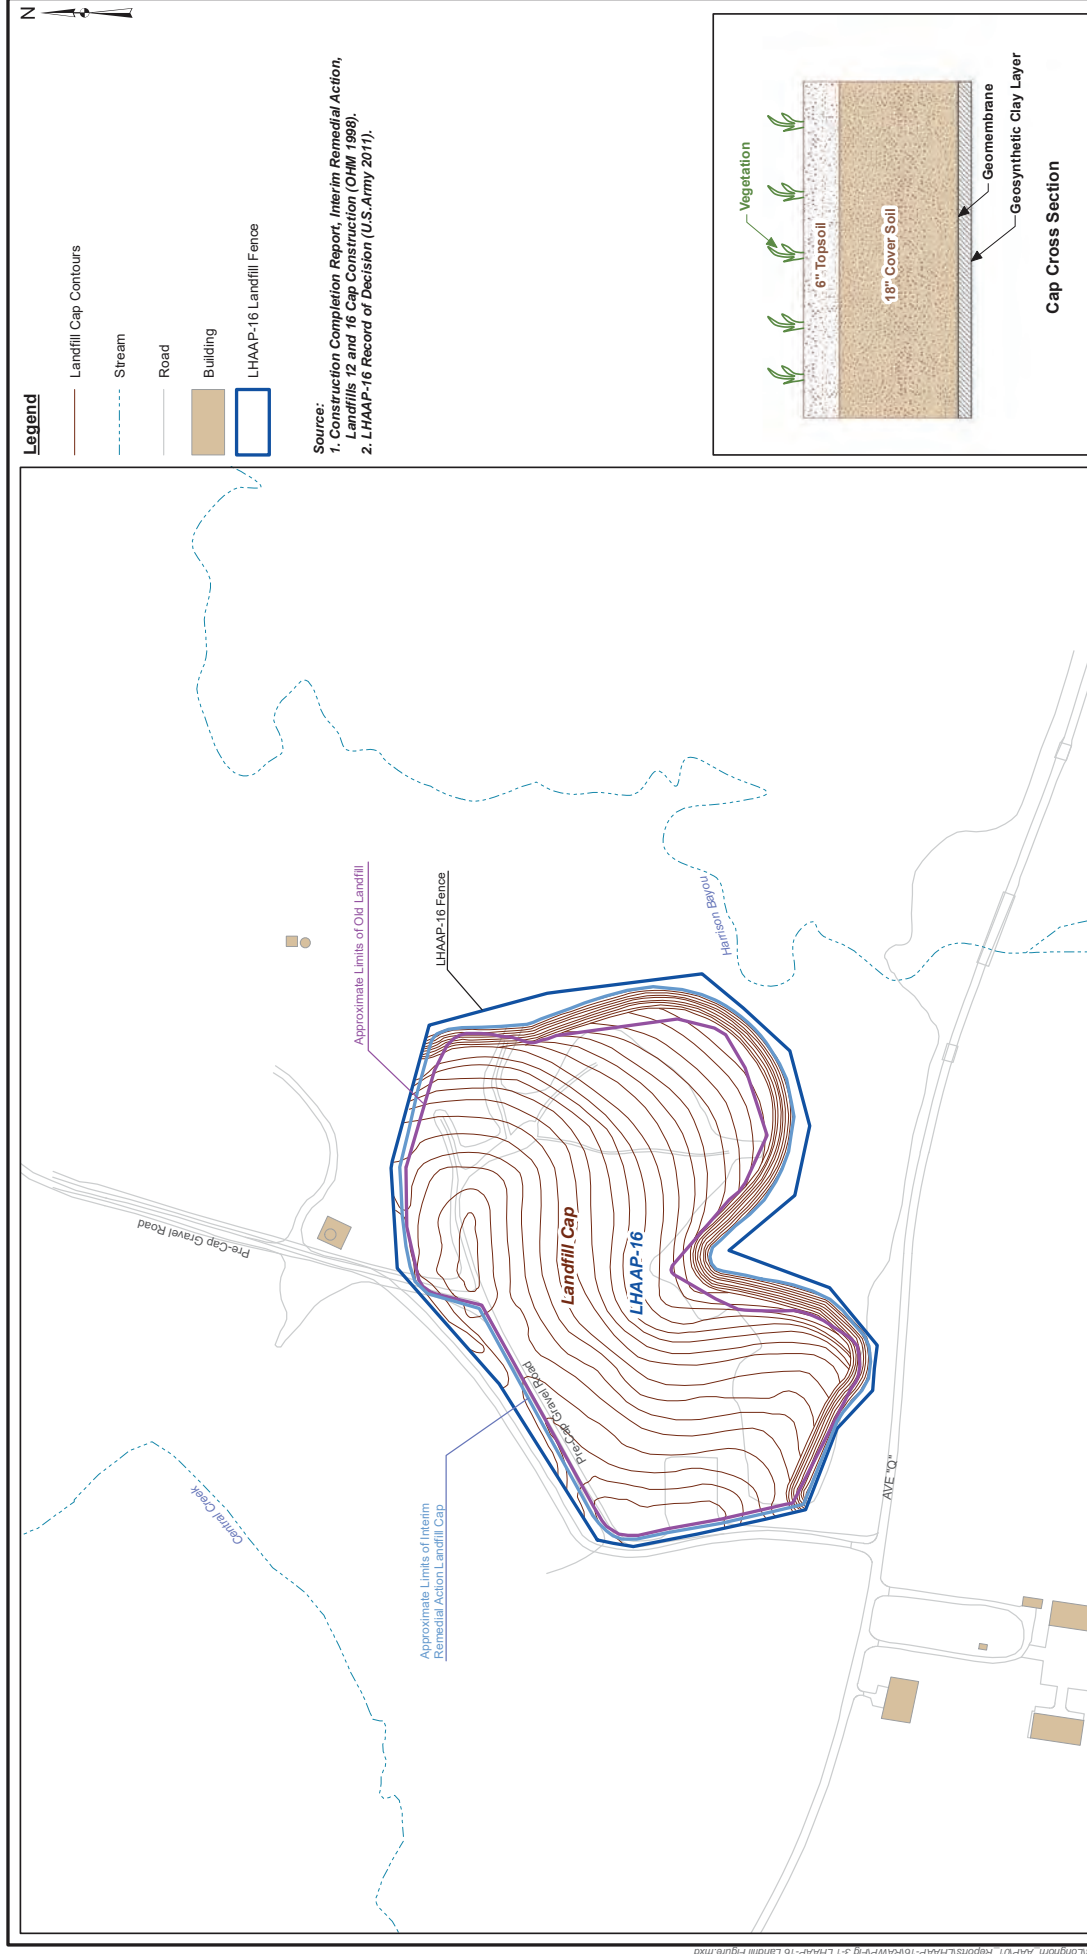 N
Legend
Landfill Cap Contours
Stream
Road
Building
LHAAP-16 Landfill Fence
Source:
1. Construction Completion Report, Interim Remedial Action,
Landfills 12 and 16 Cap Construction (OHM 1998).
2. LHAAP-16 Record of Decision (U.S.Army 2011).
Vegetation
6" Topsoil
18" Cover Soil
Geomembrane
Geosynthetic Clay Layer
Cap Cross Section
Central Creek
Pre-Cap Gravel Road
Approximate Limits of Old Landfill
LHAAP-16 Fence
Approximate Limits of Interim
Remedial Action Landfill Cap
Pre-Cap Gravel Road
Landfill Cap
LHAAP-16
Harrison Bayou
AVE "Q"